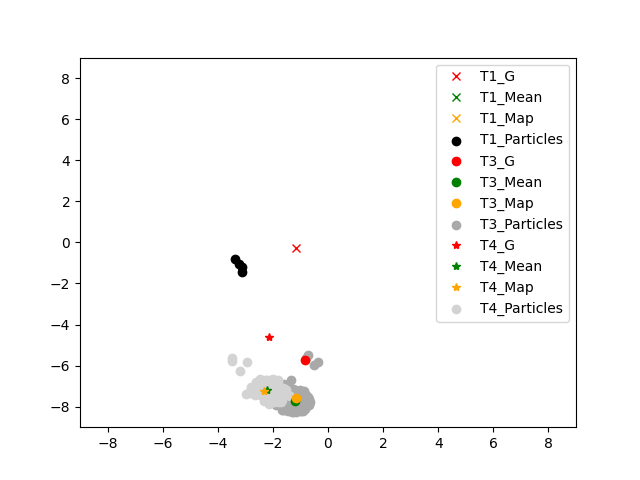 8
6
4
2
0
−2
−4
−6
−8
−8
−6
−4
−2
0
2
4
6
8
T1_G
T1_Mean
T1_Map
T1_Particles
T3_G
T3_Mean
T3_Map
T3_Particles
T4_G
T4_Mean
T4_Map
T4_Particles